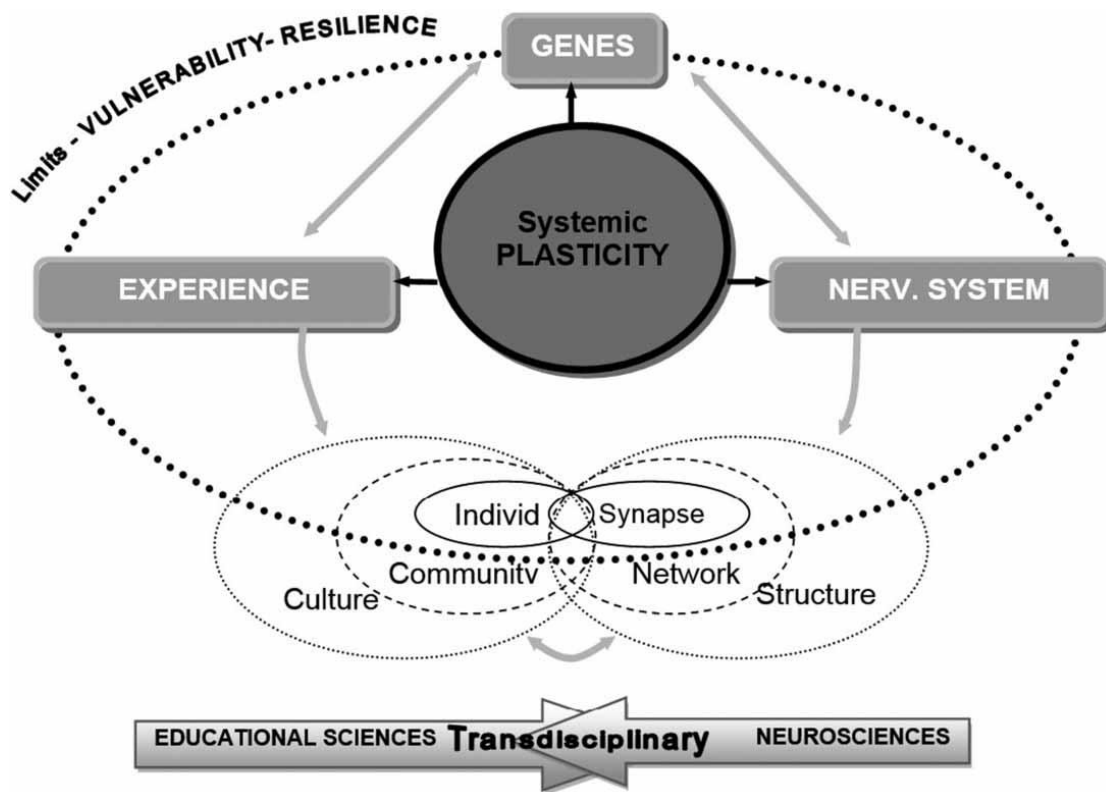 Limits - VULNERABILITY- RESILIENCE
GENES
Systemic
PLASTICITY
EXPERIENCE
NERV. SYSTEM
Individ
Synapse
Community
Network
Culture
Structure
EDUCATIONAL SCIENCES
Transdisciplinary
NEUROSCIENCES